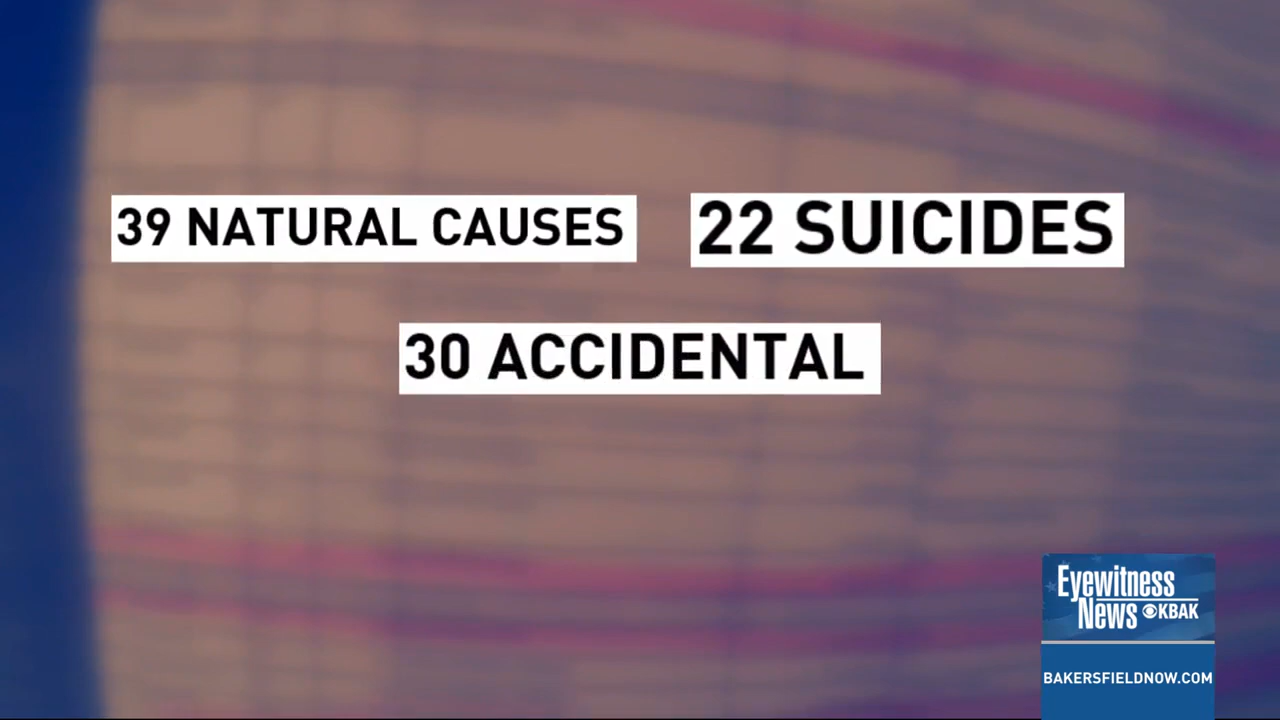 39 NATURAL CAUSES
22 SUICIDES
30 ACCIDENTAL
Eyewitness
News KBAK
BAKERSFIELDNOW.COM